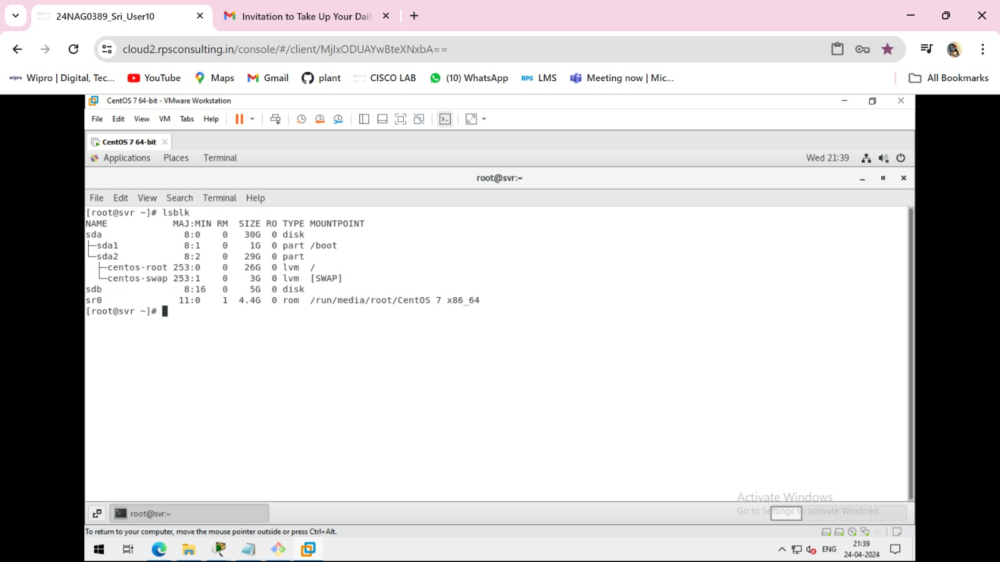 24NAG0389_Sri_User10
Invitation to Take Up Your Dail
cloud2.rpsconsulting.in/console/#/client/MjIxODUAYwBteXNxbA==
wipro Wipro | Digital, Tec... YouTube Maps Gmail plant CISCO LAB (10) WhatsApp RPS LMS Meeting now | Mic... All Bookmarks
CentOS 7 64-bit - VMware Workstation
File Edit View VM Tabs Help
CentOS 7 64-bit
Applications Places Terminal Wed 21:39
root@svr:~
File Edit View Search Terminal Help
[root@svr ~]# lsblk
NAME MAJ:MIN RM SIZE RO TYPE MOUNTPOINT
sda 8:0 0 30G 0 disk
├─sda1 8:1 0 1G 0 part /boot
└─sda2 8:2 0 29G 0 part
├─centos-root 253:0 0 26G 0 lvm /
└─centos-swap 253:1 0 3G 0 lvm [SWAP]
sdb 8:16 0 5G 0 disk
sr0 11:0 1 4.4G 0 rom /run/media/root/CentOS 7 x86_64
[root@svr ~]#
Activate Windows
Go to Settings to activate Windows.
root@svr:~
To return to your computer, move the mouse pointer outside or press Ctrl+Alt.
ENG
21:39
24-04-2024